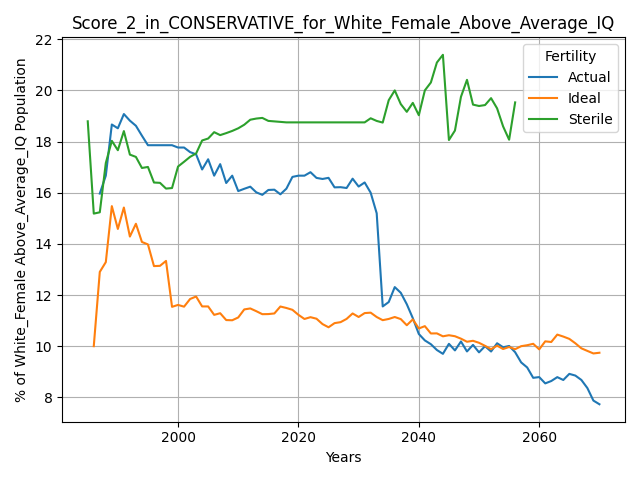 Score_2_in_CONSERVATIVE_for_White_Female_Above_Average_IQ
% of White_Female Above_Average_IQ Population
22
20
18
16
14
12
10
8
Fertility
Actual
Ideal
Sterile
2000
2020
2040
2060
Years